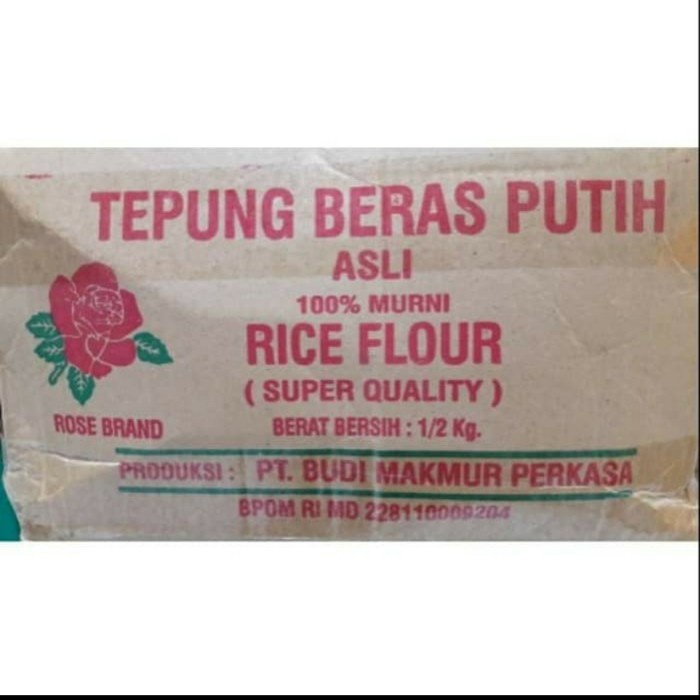 TEPUNG BERAS PUTIH
ASLI
100% MURNI
RICE FLOUR
( SUPER QUALITY )
ROSE BRAND
BERAT BERSIH : 1/2 Kg.
PRODUKSI : PT. BUDI MAKMUR PERKASA
BPOM RI MD 228110009204